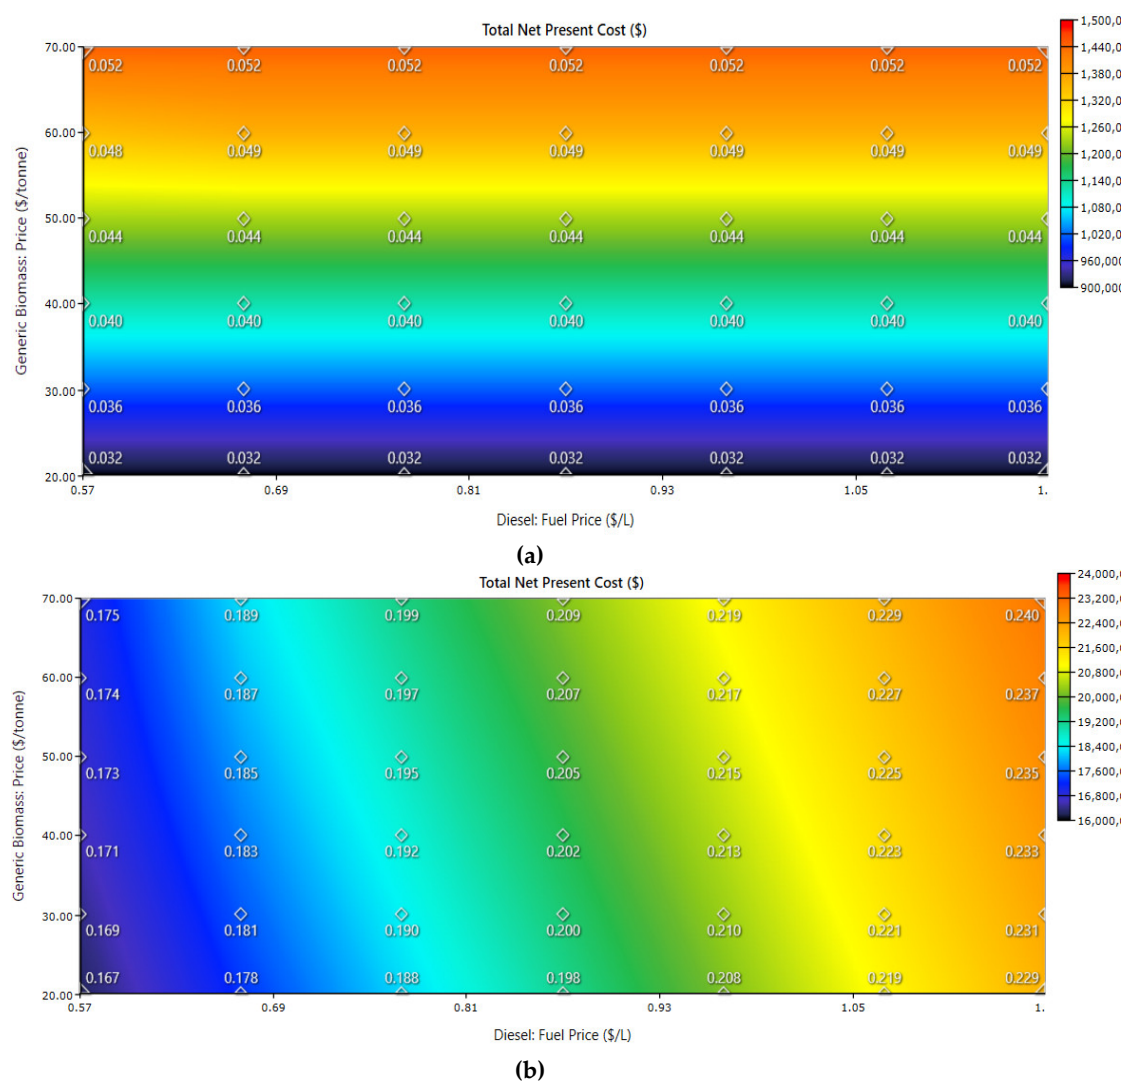 Total Net Present Cost ($)
1,500,0
70.00
0.052 0.052 0.052 0.052 0.052 0.052 0.052
1,440,0
1,380,0
1,320,0
60.00
0.048 0.049 0.049 0.049 0.049 0.049 0.049
1,260,0
1,200,0
1,140,0
50.00
0.044 0.044 0.044 0.044 0.044 0.044 0.044
1,080,0
1,020,0
960,000
900,000
40.00
0.040 0.040 0.040 0.040 0.040 0.040 0.040
30.00
0.036 0.036 0.036 0.036 0.036 0.036 0.036
0.032 0.032 0.032 0.032 0.032 0.032 0.032
20.00
Generic Biomass: Price ($/tonne)
0.57 0.69 0.81 0.93 1.05 1.
Diesel: Fuel Price ($/L)
(a)
Total Net Present Cost ($)
24,000,0
70.00
0.175 0.189 0.199 0.209 0.219 0.229 0.240
23,200,0
22,400,0
21,600,0
60.00
0.174 0.187 0.197 0.207 0.217 0.227 0.237
20,800,0
20,000,0
19,200,0
50.00
0.173 0.185 0.195 0.205 0.215 0.225 0.235
18,400,0
17,600,0
16,800,0
16,000,0
40.00
0.171 0.183 0.192 0.202 0.213 0.223 0.233
30.00
0.169 0.181 0.190 0.200 0.210 0.221 0.231
0.167 0.178 0.188 0.198 0.208 0.219 0.229
20.00
Generic Biomass: Price ($/tonne)
0.57 0.69 0.81 0.93 1.05 1.
Diesel: Fuel Price ($/L)
(b)